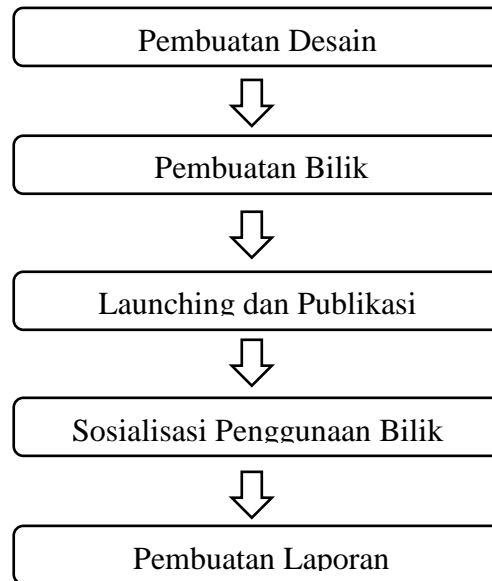 Pembuatan Desain
Pembuatan Bilik
Launching dan Publikasi
Sosialisasi Penggunaan Bilik
Pembuatan Laporan